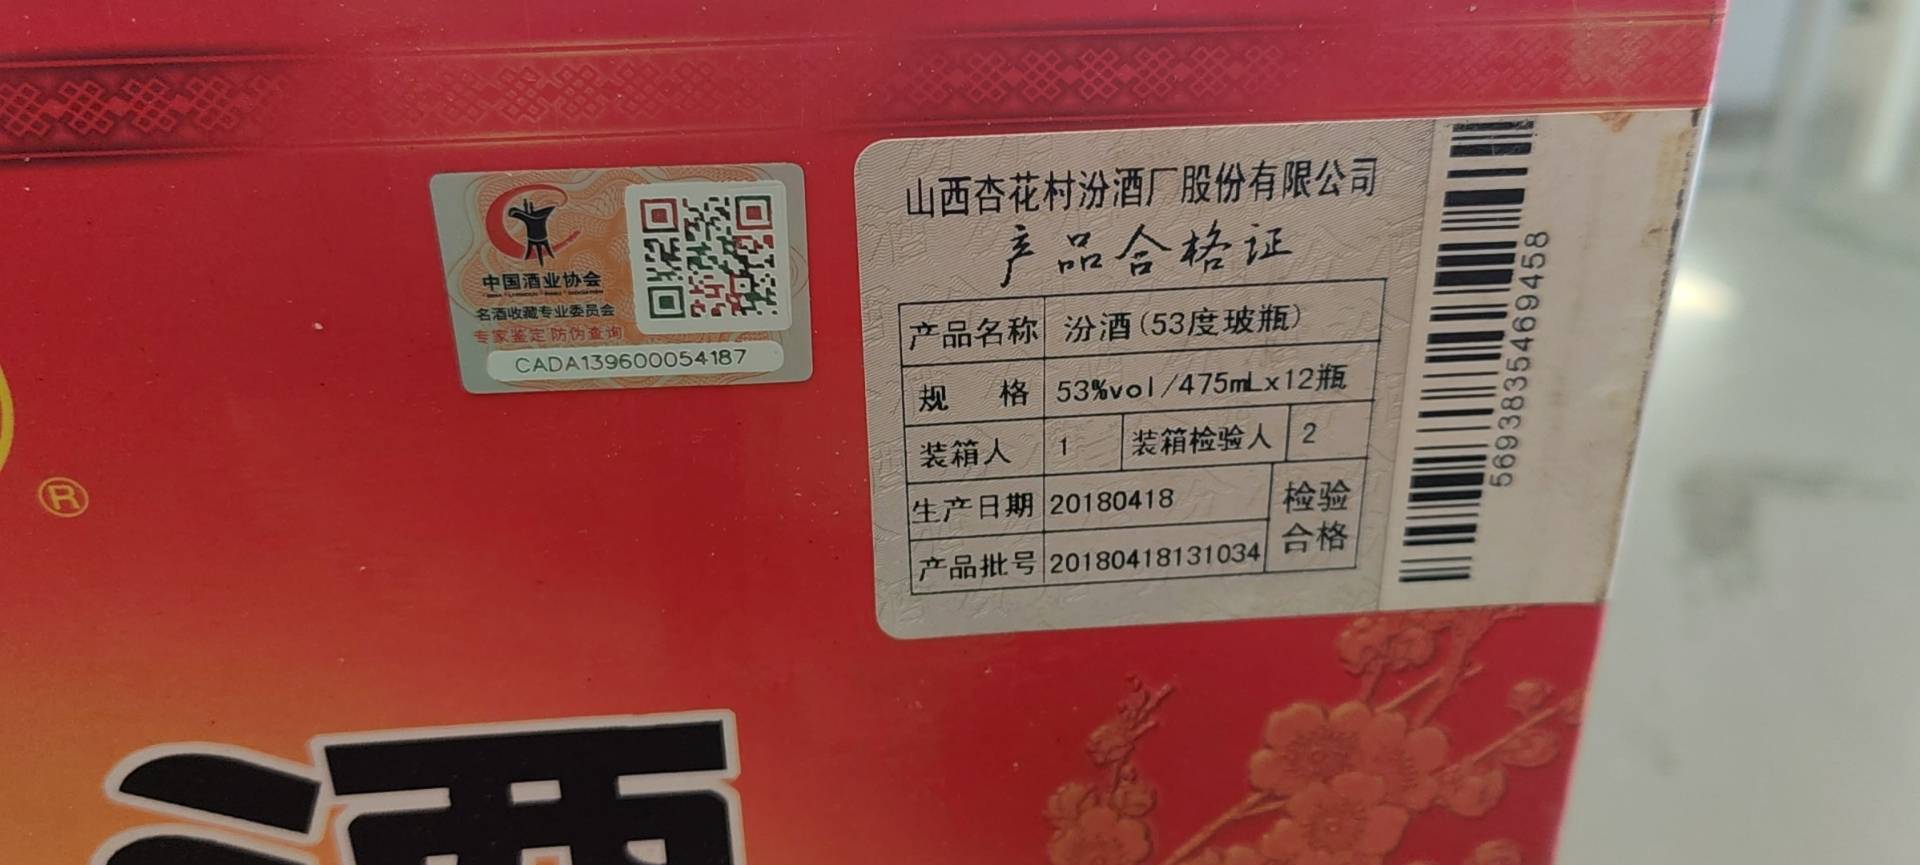 中国酒业协会
名酒收藏专业委员会
专家鉴定 防伪查询
CADA139600054187
山西杏花村汾酒厂股份有限公司
产品合格证
产品名称 汾酒(53度玻瓶)
规 格 53%vol/475mL×12瓶
装箱人 1 装箱检验人 2
生产日期 20180418 检验
产品批号 20180418131034 合格
5693835469458
®
酒